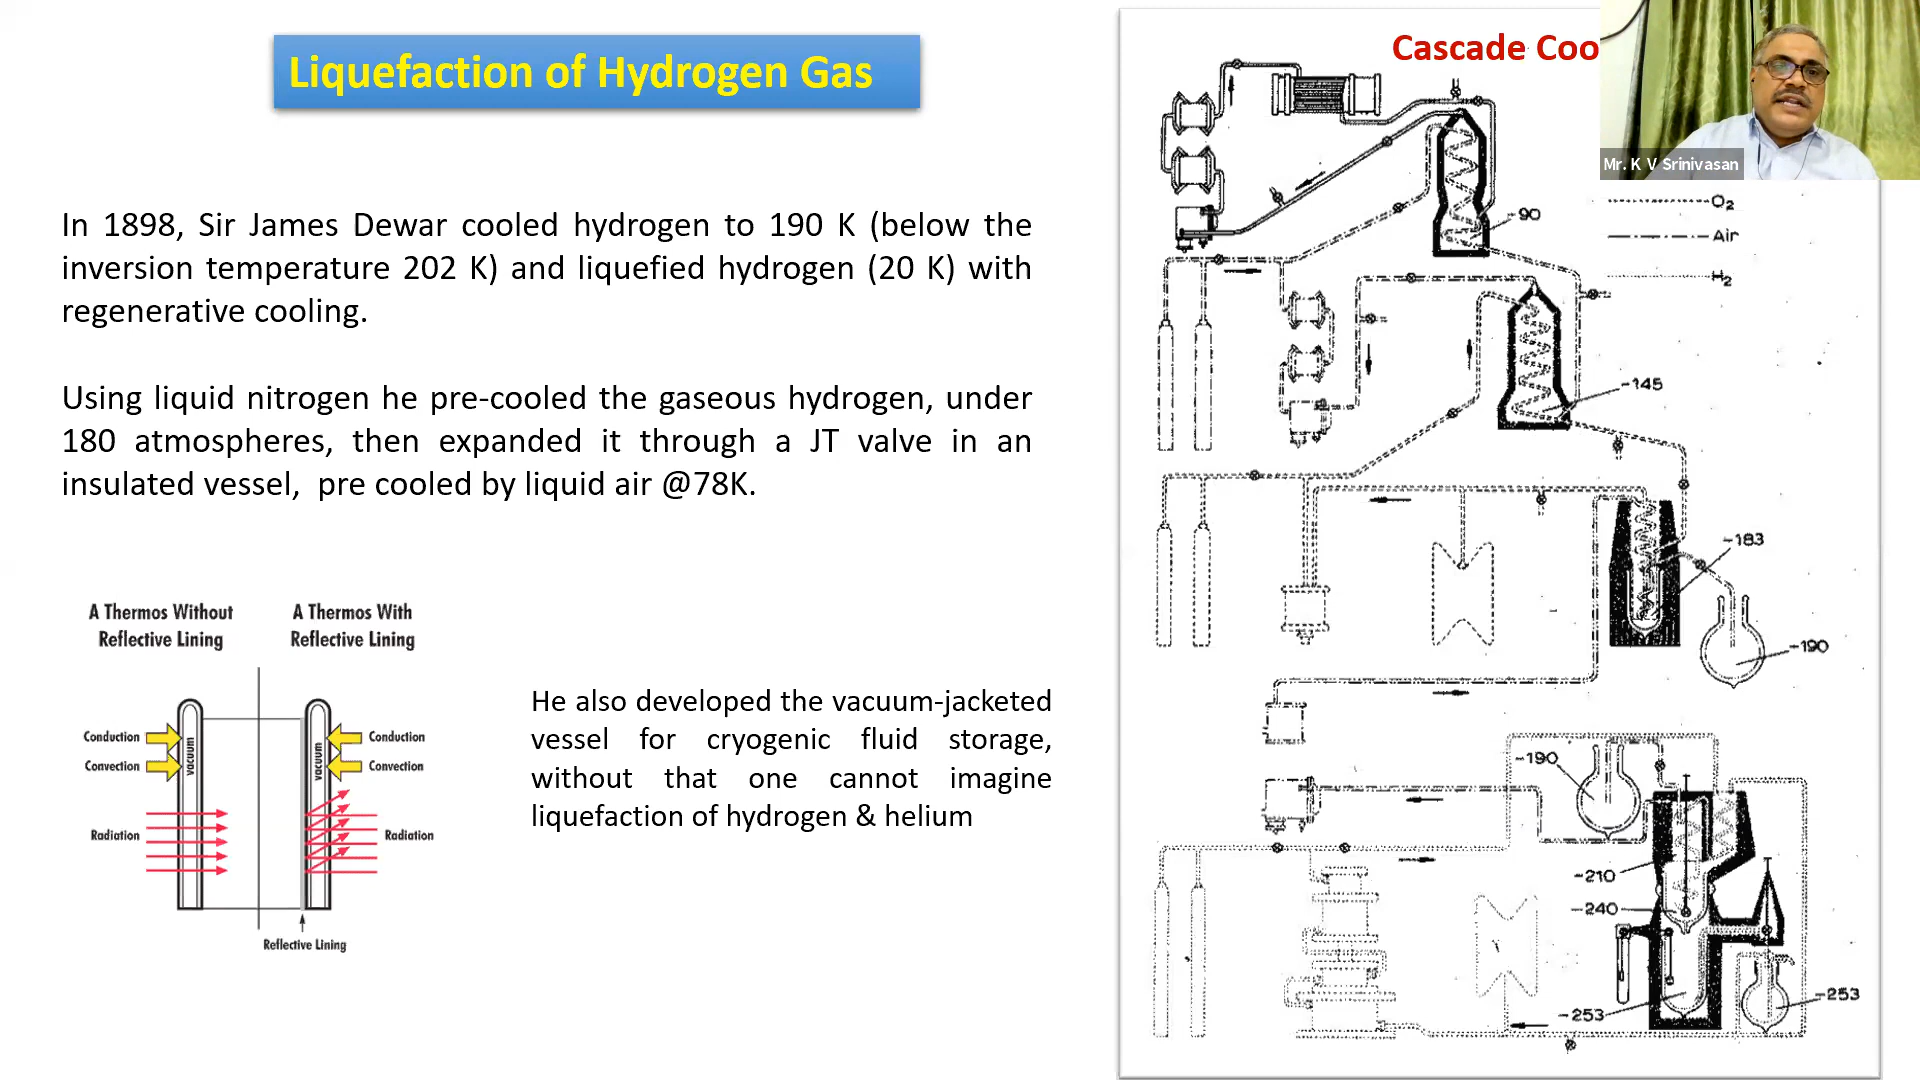 Liquefaction of Hydrogen Gas
In 1898, Sir James Dewar cooled hydrogen to 190 K (below the
inversion temperature 202 K) and liquefied hydrogen (20 K) with
regenerative cooling.
Using liquid nitrogen he pre-cooled the gaseous hydrogen, under
180 atmospheres, then expanded it through a JT valve in an
insulated vessel, pre cooled by liquid air @78K.
A Thermos Without
Reflective Lining
A Thermos With
Reflective Lining
Conduction
Convection
Radiation
vacuum
vacuum
Conduction
Convection
Radiation
Reflective Lining
He also developed the vacuum-jacketed
vessel for cryogenic fluid storage,
without that one cannot imagine
liquefaction of hydrogen & helium
Cascade Coo
Mr. K V Srinivasan
O₂
Air
H₂
-90
-145
-183
-190
-190
-210
-240
-253
-253